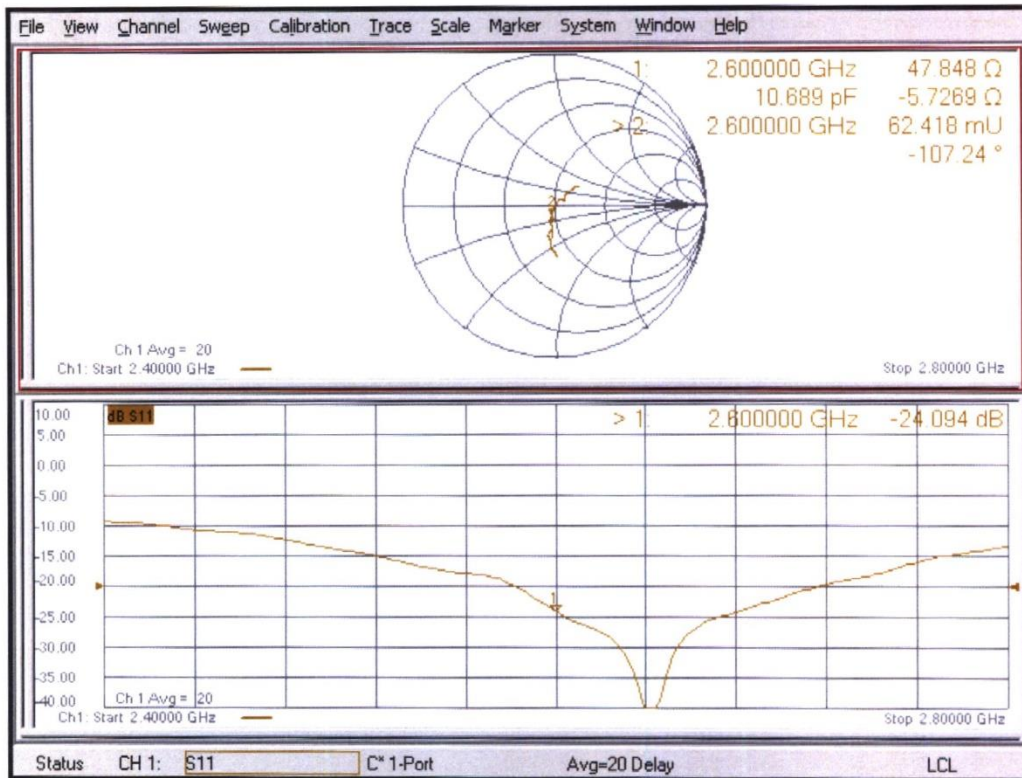 File View Channel Sweep Calibration Trace Scale Marker System Window Help
1: 2.600000 GHz 47.848 Ω
10.689 pF -5.7269 Ω
> 2: 2.600000 GHz 62.418 mU
-107.24 °
Ch 1 Avg = 20
Ch1: Start 2.40000 GHz Stop 2.80000 GHz
10.00 dB S11 > 1: 2.600000 GHz -24.094 dB
5.00
0.00
-5.00
-10.00
-15.00
-20.00
1
-25.00
-30.00
-35.00
-40.00 Ch 1 Avg = 20
Ch1: Start 2.40000 GHz Stop 2.80000 GHz
Status CH 1: S11 C* 1-Port Avg=20 Delay LCL